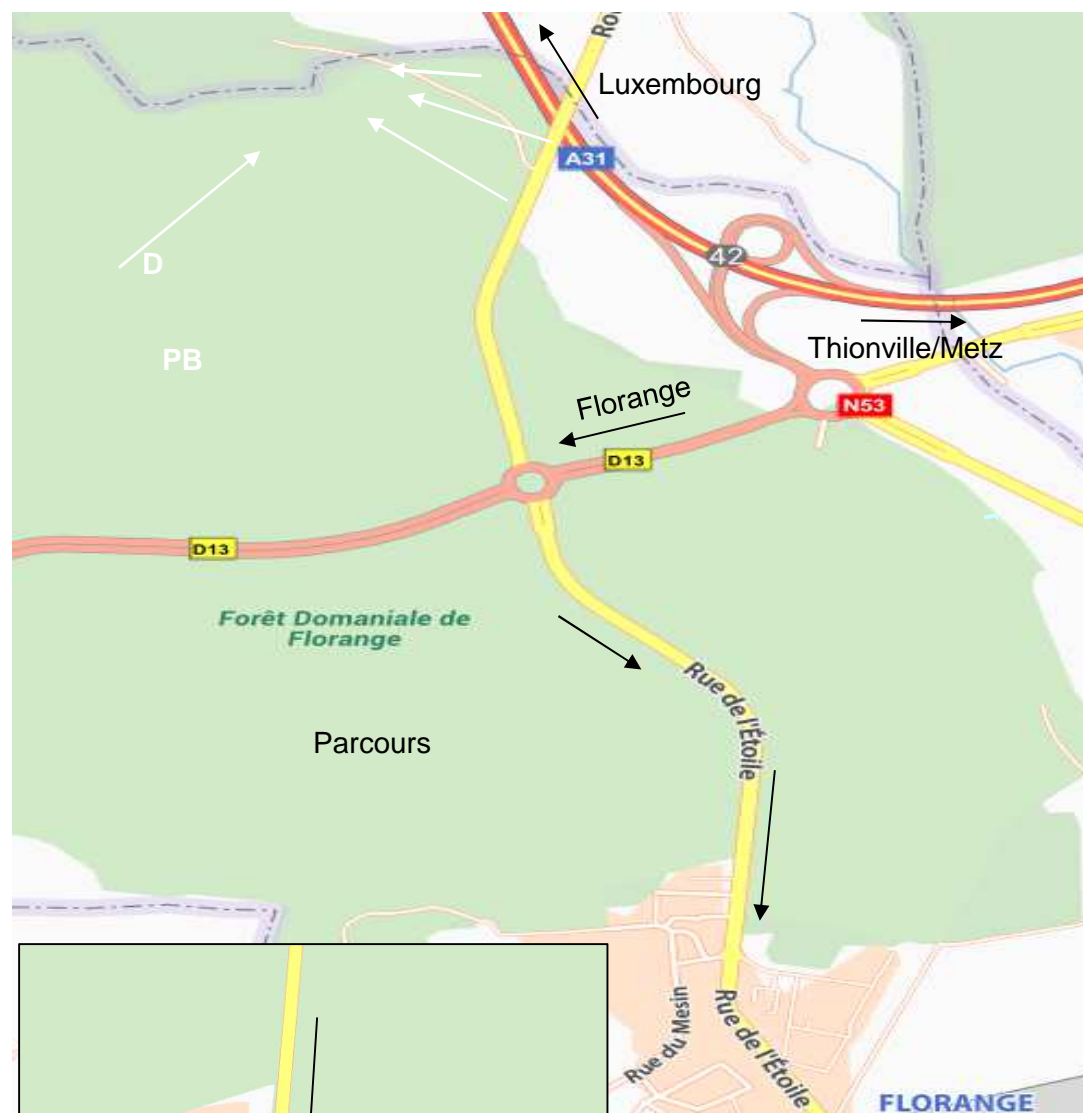 Ro
Luxembourg
A31
D
42
PB
Thionville/Metz
Florange
N53
D13
D13
Forêt Domaniale de
Florange
Rue de l'Étoile
Parcours
Rue du Mesin
Rue de l'Étoile
FLORANGE